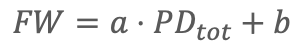 FW = a · PD_tot + b